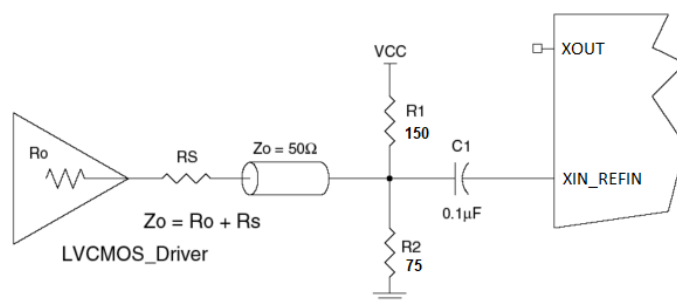 XOUT
VCC
R1
150
C1
Ro
RS
Zo = 50Ω
XIN_REFIN
0.1µF
Zo = Ro + Rs
R2
75
LVCMOS_Driver